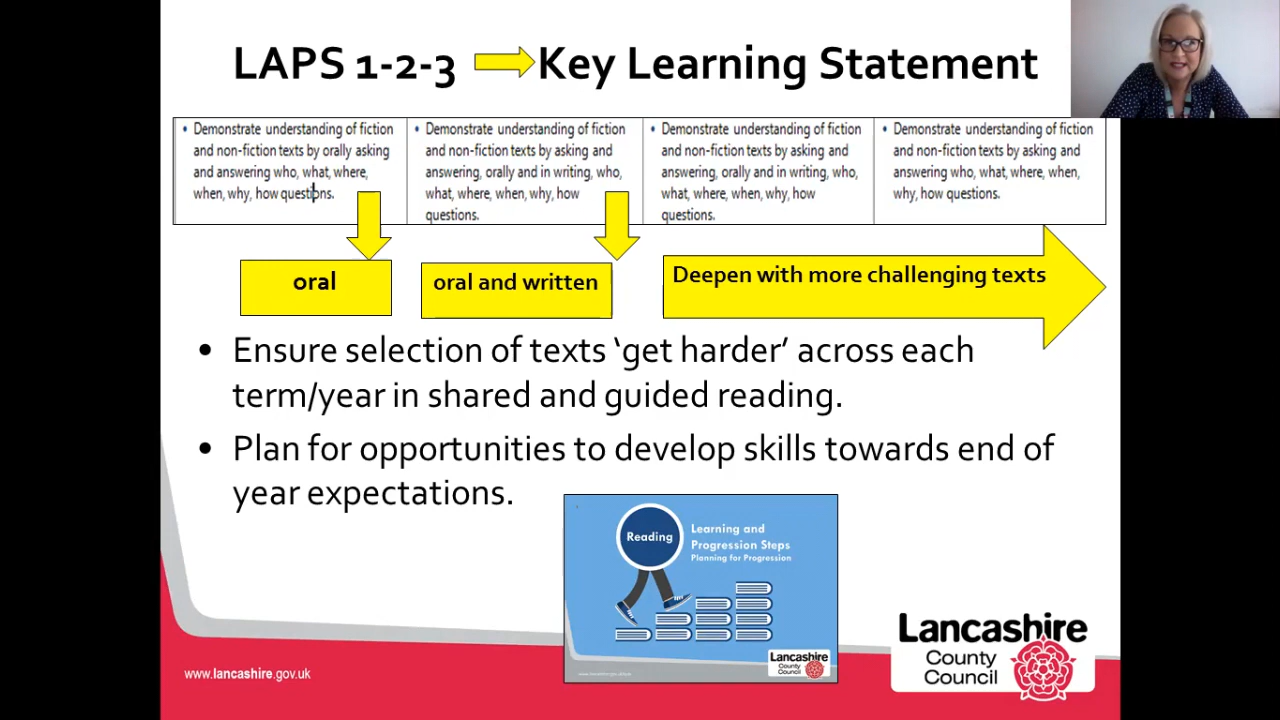 LAPS 1-2-3 Key Learning Statement
• Demonstrate understanding of fiction
and non-fiction texts by orally asking
and answering who, what, where,
when, why, how questions.
• Demonstrate understanding of fiction
and non-fiction texts by asking and
answering, orally and in writing, who,
what, where, when, why, how
questions.
• Demonstrate understanding of fiction
and non-fiction texts by asking and
answering, orally and in writing, who,
what, where, when, why, how
questions.
• Demonstrate understanding of fiction
and non-fiction texts by asking and
and answering who, what, where, when,
why, how questions.
oral
oral and written
Deepen with more challenging texts
• Ensure selection of texts ‘get harder’ across each
term/year in shared and guided reading.
• Plan for opportunities to develop skills towards end of
year expectations.
Reading
Learning and
Progression Steps
Planning for Progression
Lancashire
County
Council
www.lancashire.gov.uk
Lancashire
County
Council